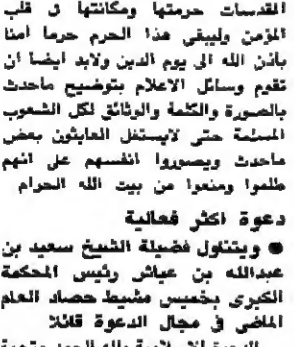 المقدسات حرمتها ومكانتها في قلب
المؤمن وليبقى هذا الحرم حرما امنا
بأذن الله الى يوم الدين ولابد ايضا ان
تقوم وسائل الاعلام بتوضيح ماحدث
بالصورة والكلمة والوثائق لكل الشعوب
المسلمة حتى لايستغل العابثون بعض
ماحدث ويصوروا انفسهم على انهم
ظلموا ومنعوا من بيت الله الحرام
دعوة اكثر فعالية
● ويتناول فضيلة الشيخ سعيد بن
عبدالله بن عياش رئيس المحكمة
الكبرى بخميس مشيط حصاد العام
الماضي في مجال الدعوة قائلا